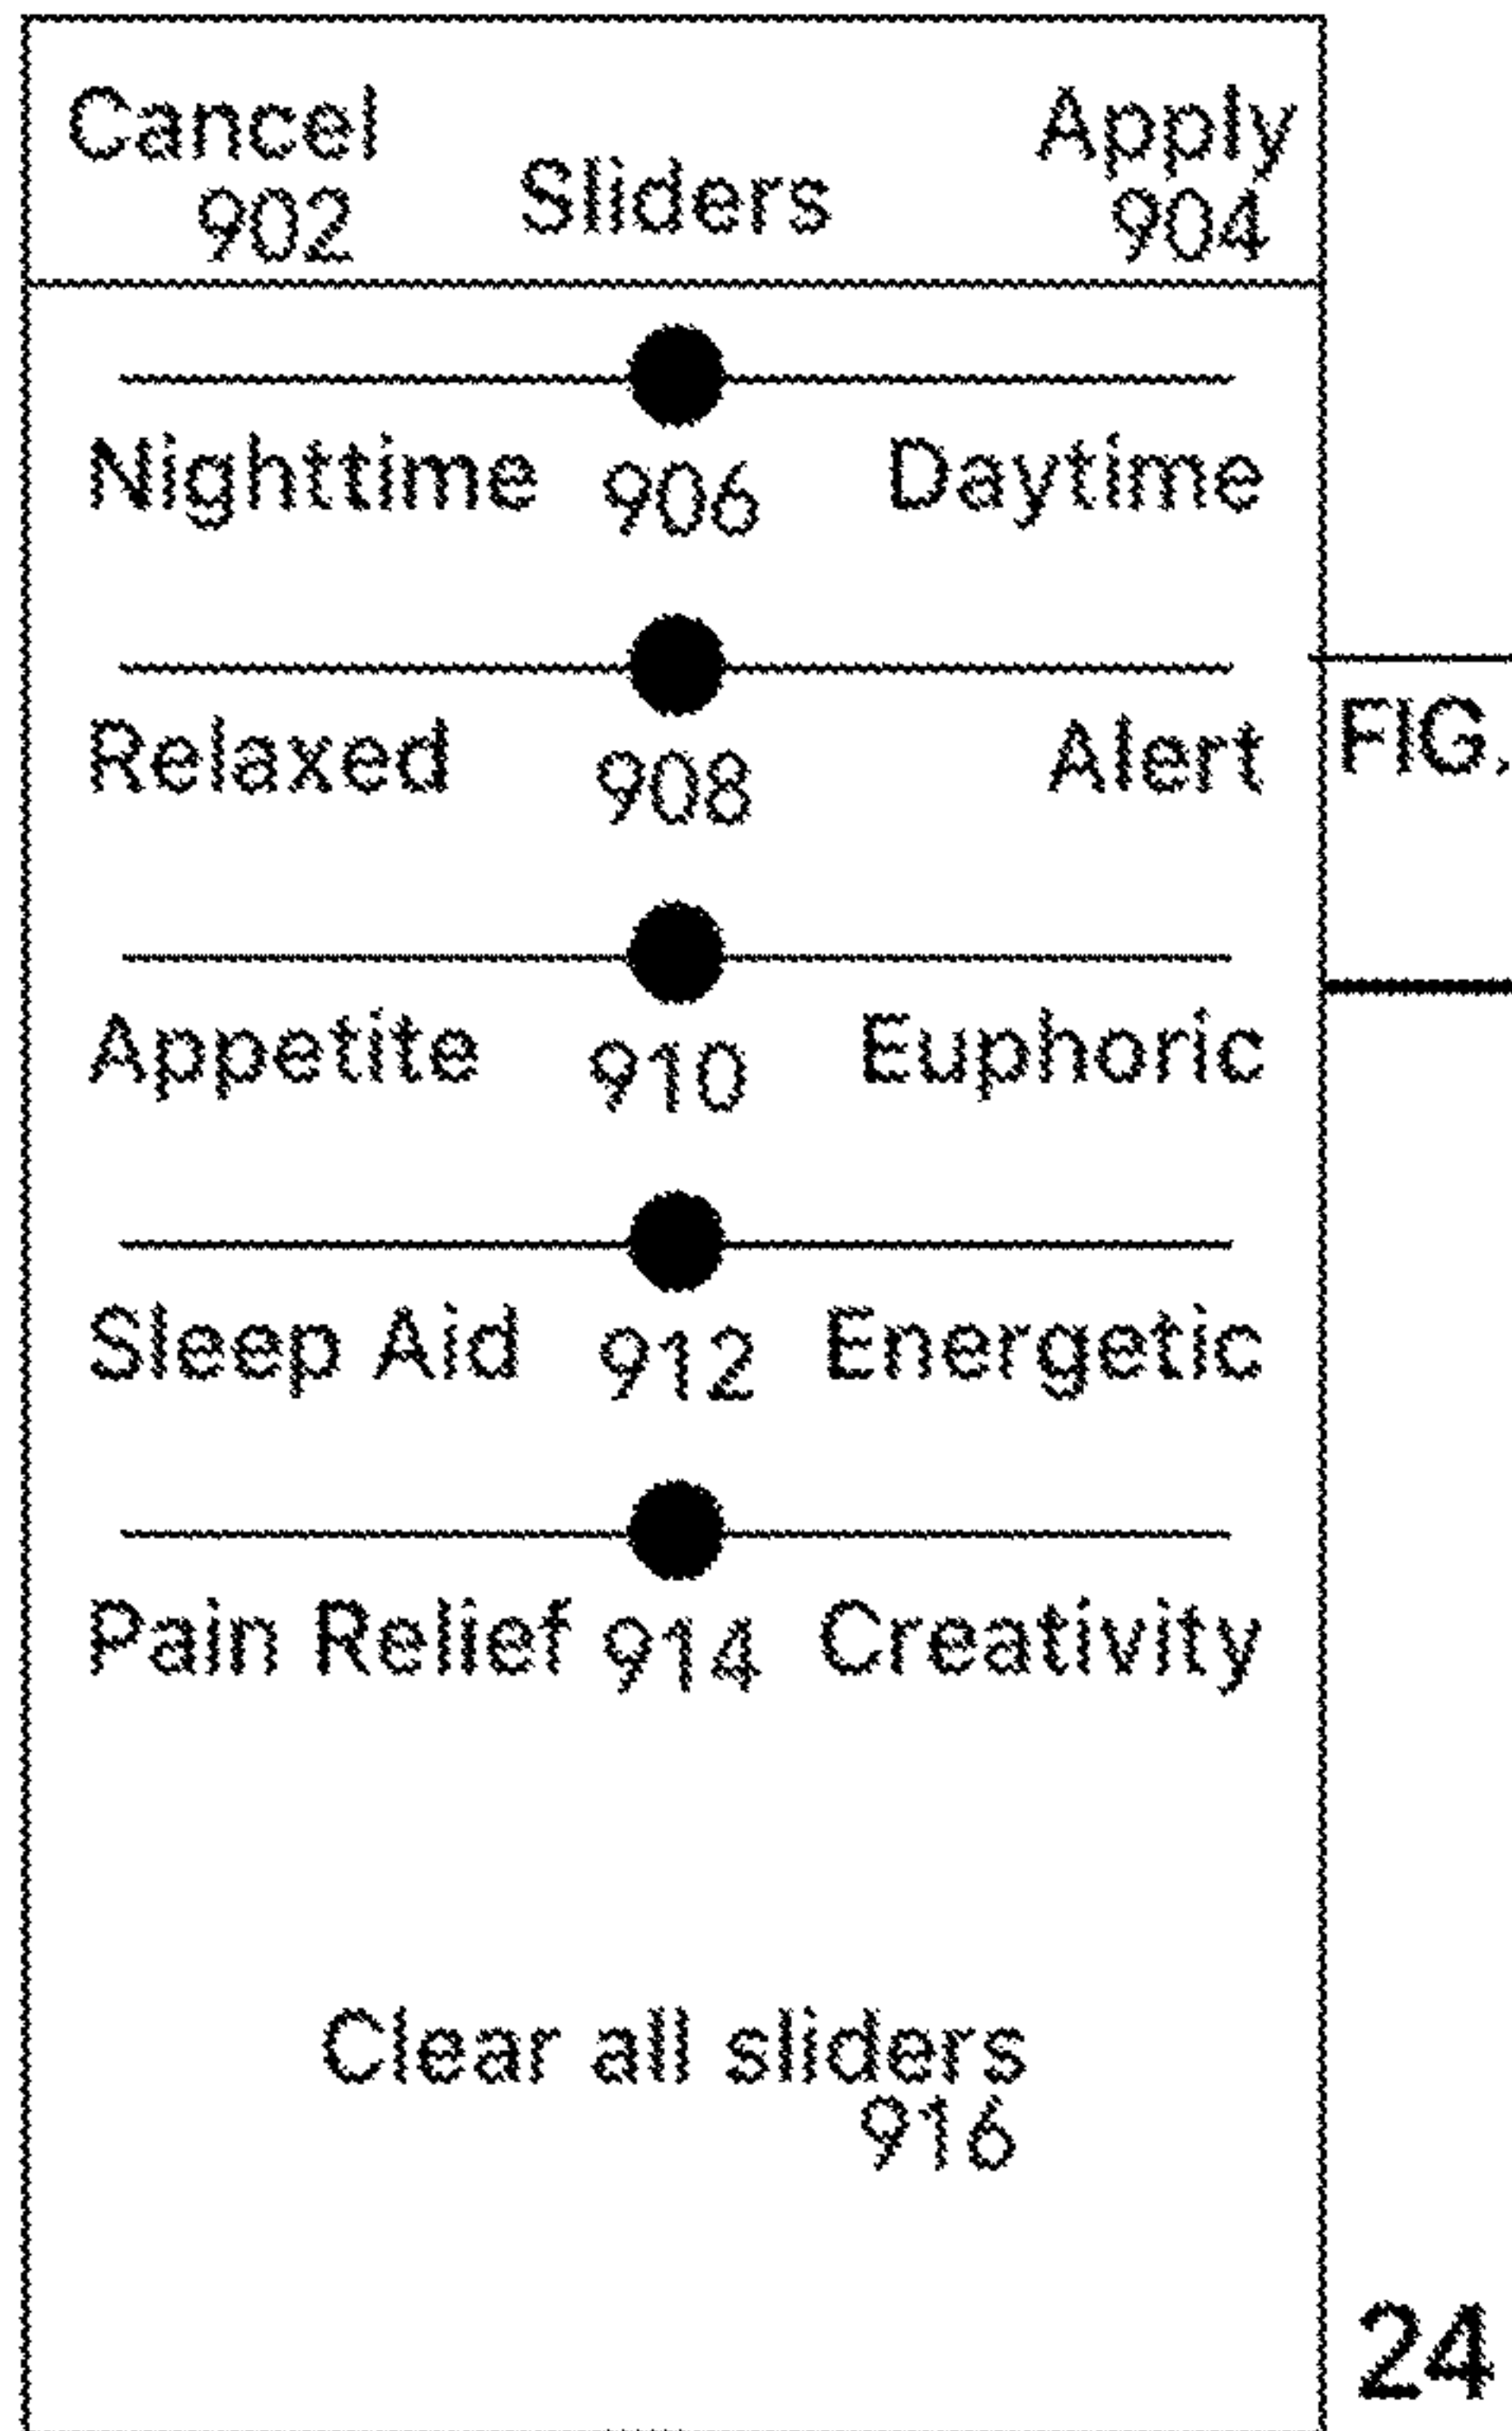 Cancel
Sliders
Apply
902
904
Nighttime 906 Daytime
Relaxed 908 Alert
FIG.
Appetite 910 Euphoric
Sleep Aid 912 Energetic
Pain Relief 914 Creativity
Clear all sliders
916
24